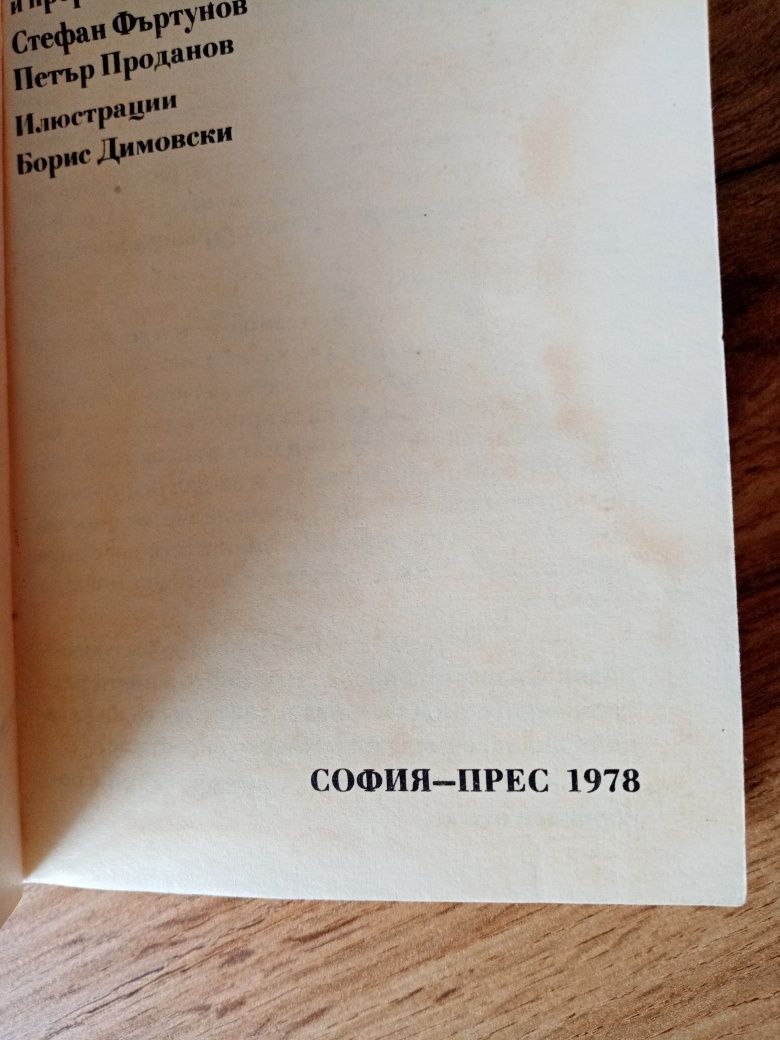 Стефан Фъртунов
Петър Проданов
Илюстрации
Борис Димовски
СОФИЯ—ПРЕС 1978